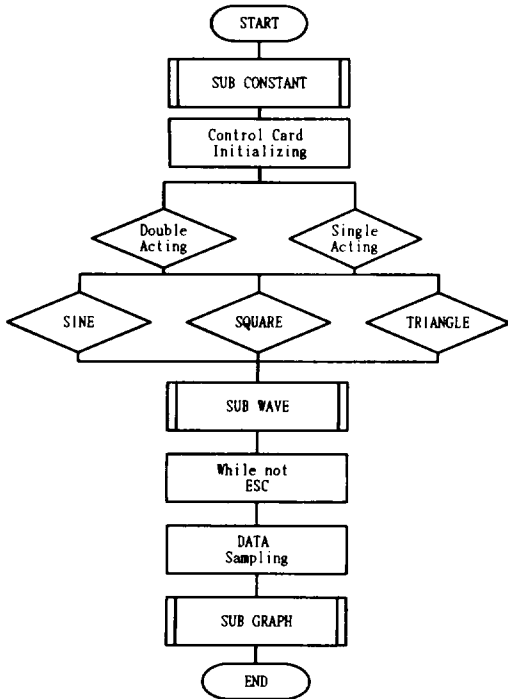 START
SUB CONSTANT
Control Card
Initializing
Double
Acting
Single
Acting
SINE
SQUARE
TRIANGLE
SUB WAVE
While not
ESC
DATA
Sampling
SUB GRAPH
END